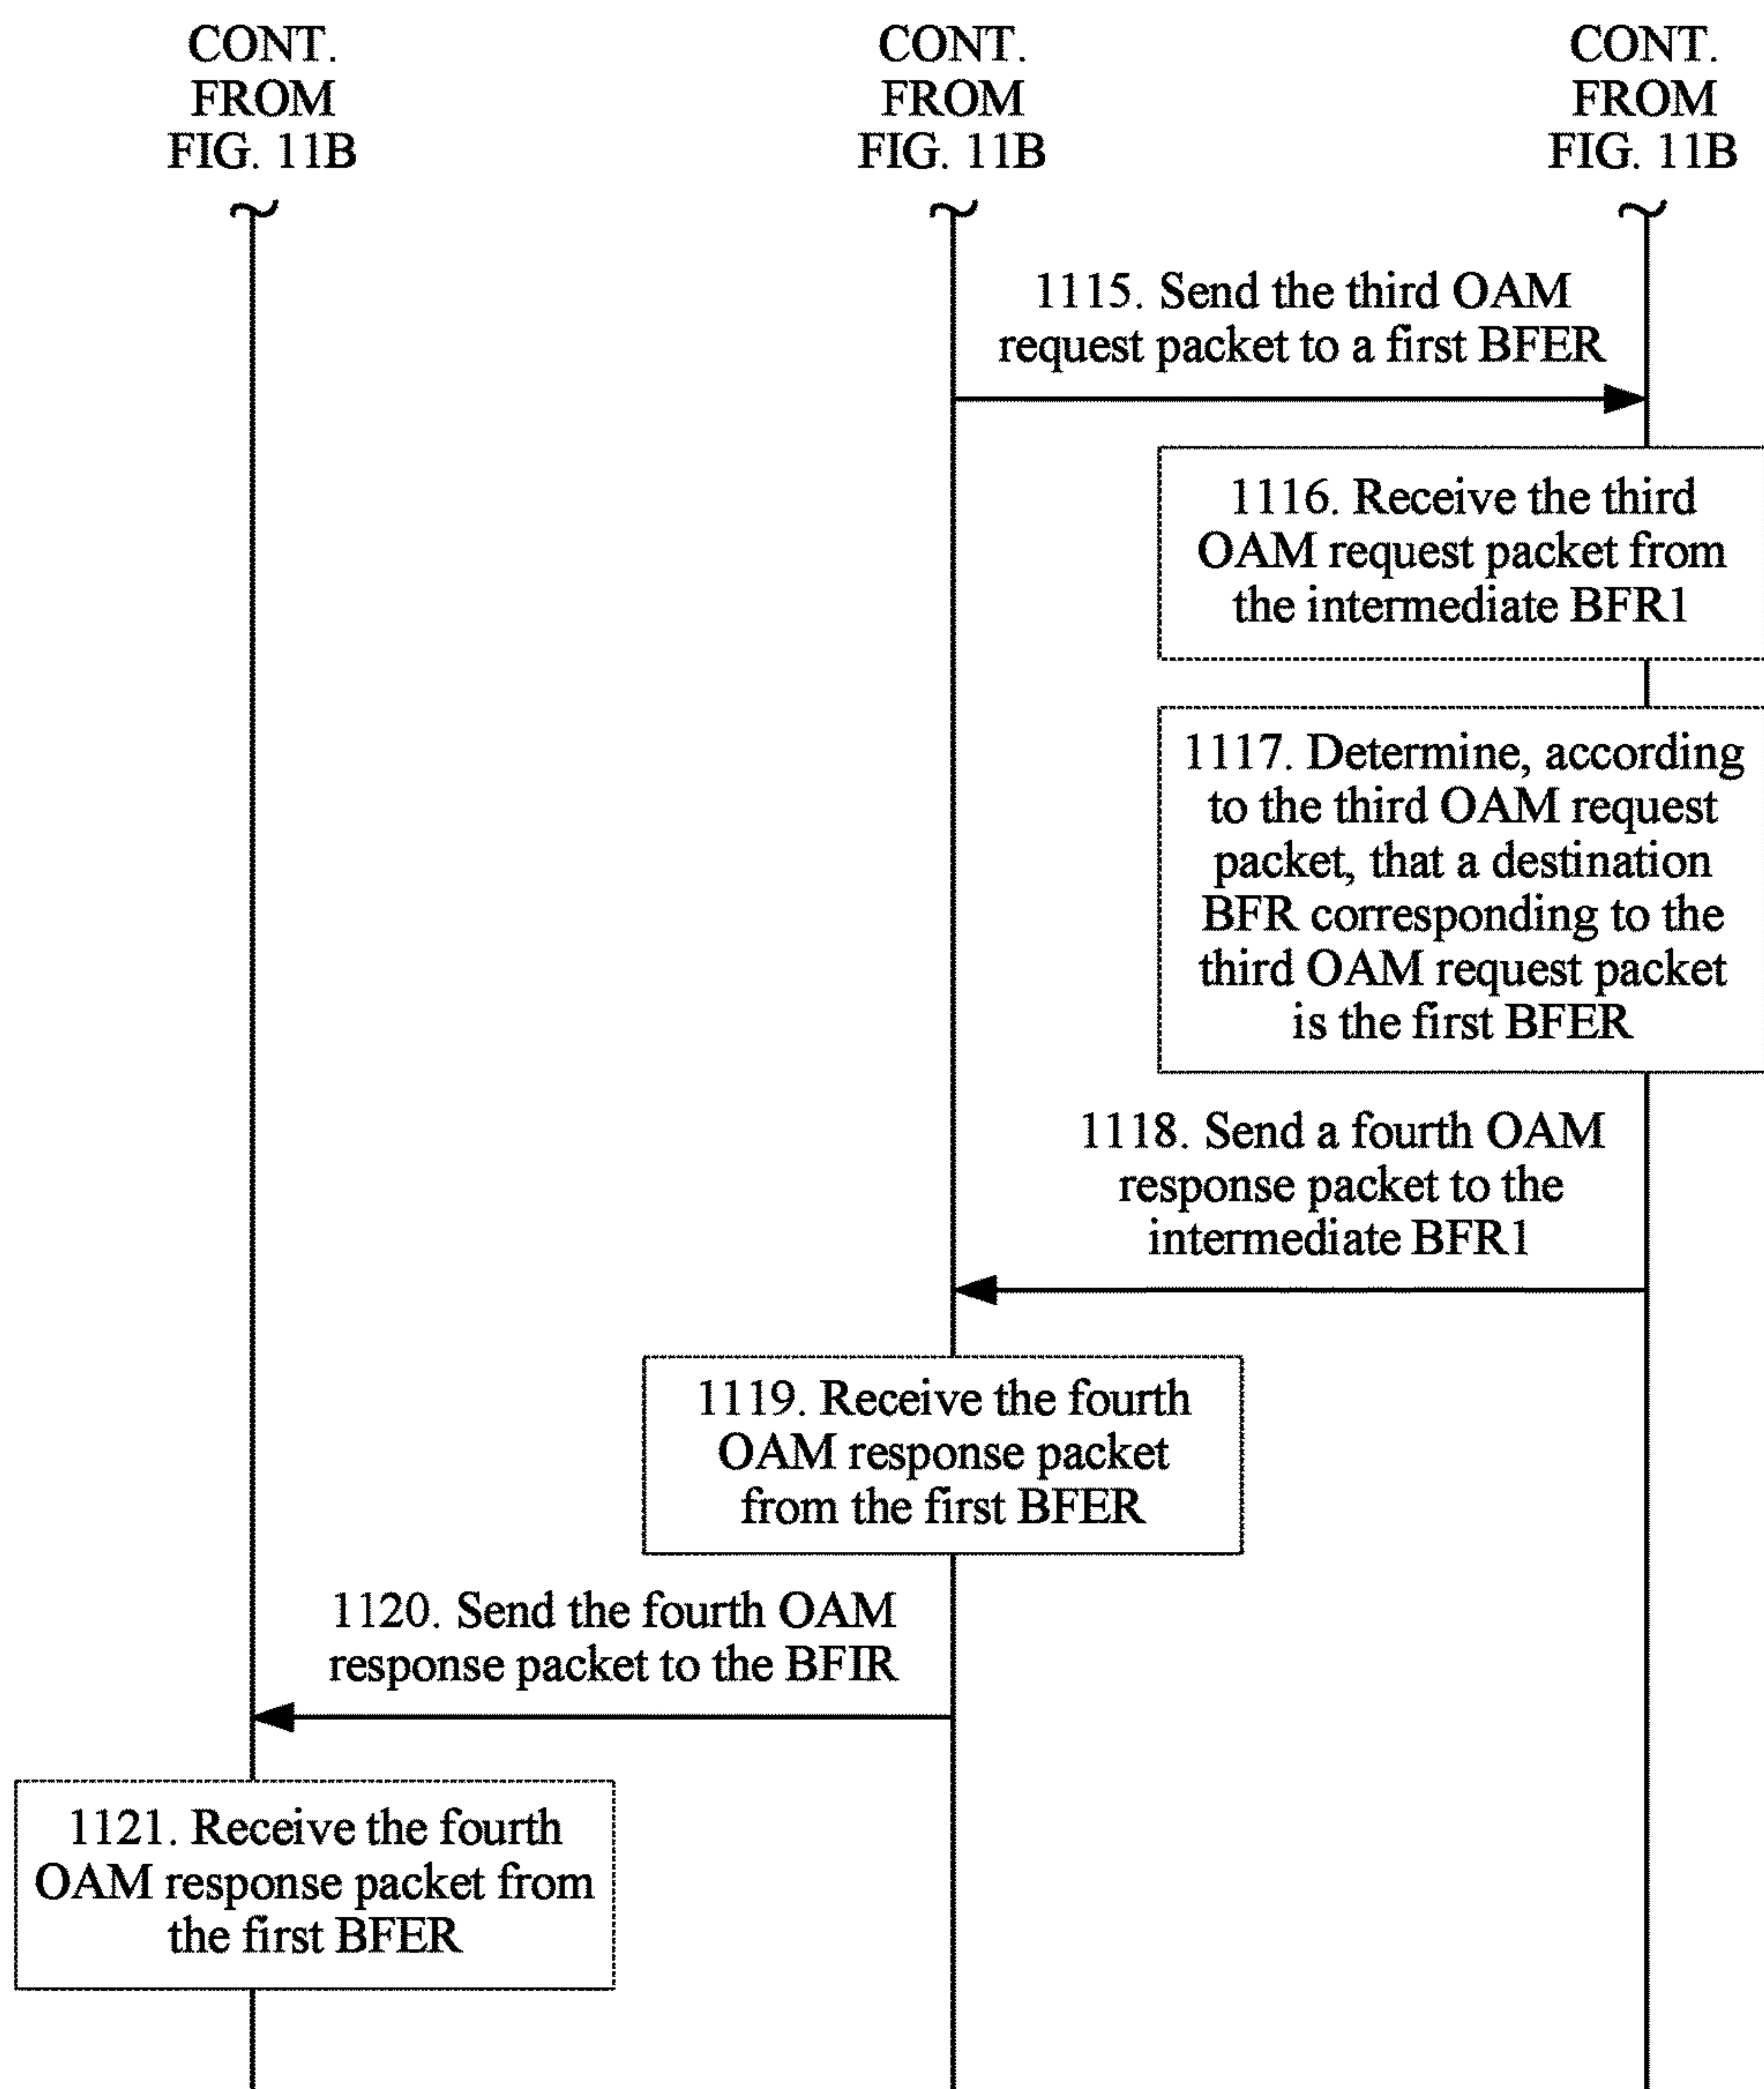 CONT.
FROM
FIG. 11B
CONT.
FROM
FIG. 11B
CONT.
FROM
FIG. 11B
1115. Send the third OAM
request packet to a first BFER
1116. Receive the third
OAM request packet from
the intermediate BFR1
1117. Determine, according
to the third OAM request
packet, that a destination
BFR corresponding to the
third OAM request packet
is the first BFER
1118. Send a fourth OAM
response packet to the
intermediate BFR1
1119. Receive the fourth
OAM response packet
from the first BFER
1120. Send the fourth OAM
response packet to the BFIR
1121. Receive the fourth
OAM response packet from
the first BFER